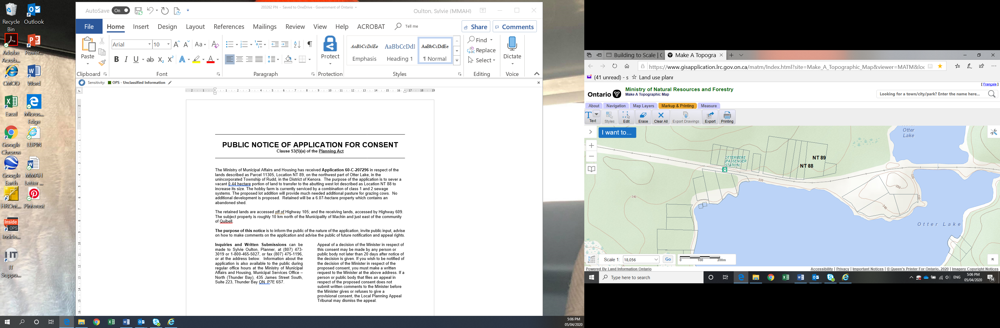 Recycle Bin
Outlook
Adobe Acrob...
Power...
CMOD
Word
Excel
Micros... Edge
Google Chrome
LUPIN
Google Earth
MMAH Letter ...
HROnt...
Pinterest
Inside OPS
Inside...
I+IT
IT Suppo...
AutoSave On
203262 PN - Saved to OneDrive - Government of Ontario
Oulton, Sylvie (MMAH)
File Home Insert Design Layout References Mailings Review View Help ACROBAT Tell me
Share Comments
Paste
Clipboard
Arial 10
Font
Paragraph
Protect
Protection
AaBbCcDdEe AaBbCcDdI AaBbCcDdEe
Emphasis Heading 1 ¶ Normal
Styles
Find
Replace
Select
Editing
Dictate
Voice
Sensitivity: OPS - Unclassified Information
2 1 1 2 3 4 5 6 7 8 9 10 11 12 13 14 15 16 17 18 19
PUBLIC NOTICE OF APPLICATION FOR CONSENT
Clause 53(5)(a) of the Planning Act
The Ministry of Municipal Affairs and Housing has received Application 60-C-207296 in respect of the
lands described as Parcel 11305, Location NT 89, on the northwest part of Otter Lake, in the
unincorporated Township of Rudd, in the District of Kenora. The purpose of the application is to sever a
vacant 0.44 hectare portion of land to transfer to the abutting west lot described as Location NT 88 to
increase its size. The hobby farm is currently serviced by a combination of class 1 and 2 sewage
systems. The proposed lot addition will provide much needed additional pasture for grazing cows. No
additional development is proposed. Retained will be a 6.07-hectare property which contains an
abandoned shed.
The retained lands are accessed off of Highway 105; and the receiving lands, accessed by Highway 609.
The subject property is roughly 10 km north of the Municipality of Machin and just east of the community
of Quibell.
The purpose of this notice is to inform the public of the nature of the application, invite public input, advise
on how to make comments on the application and advise the public of future notification and appeal rights.
Inquiries and Written Submissions can be
made to Sylvie Oulton, Planner, at (807) 473-
3019 or 1-800-465-5027, or fax (807) 475-1196,
or at the address below. Information about the
application is also available to the public during
regular office hours at the Ministry of Municipal
Affairs and Housing, Municipal Services Office –
North (Thunder Bay), 435 James Street South,
Suite 223, Thunder Bay ON P7E 6S7.
Appeal of a decision of the Minister in respect of
this consent may be made by any person or
public body not later than 20 days after notice of
the decision is given. If you wish to be notified of
the decision of the Minister in respect of the
proposed consent, you must make a written
request to the Minister at the above address. If a
person or public body that files an appeal in
respect of the proposed consent does not
submit written comments to the Minister before
the Minister gives or refuses to give a
provisional consent, the Local Planning Appeal
Tribunal may dismiss the appeal.
5:06 PM
05/04/2020
Building to Scale | C
Make A Topogra
https://www.gisapplication.lrc.gov.on.ca/matm/Index.html?site=Make_A_Topographic_Map&viewer=MATM&loc
(41 unread) - s
Land use planr
[ Français ]
Ontario
Ministry of Natural Resources and Forestry
Make A Topographic Map
Looking for a town/city/park? Enter the name here...
About Navigation Map Layers Markup & Printing Measure
Text Styles Edit Erase Clear All Export Drawings Export Printing
I want to...
Otter
Lake
OTTERMERE
(PASSENGER
STATION)
NT 89
NT 88
330
330
350
340
340
330
Otter Lake
Scale 1: 18,056 Go
0 100 200m
Powered By Land Information Ontario
Accessibility | Privacy | Important Notices | © Queen's Printer For Ontario, 2020 | Imagery Copyright Notices
Type here to search
ENG
5:06 PM
05/04/2020
14